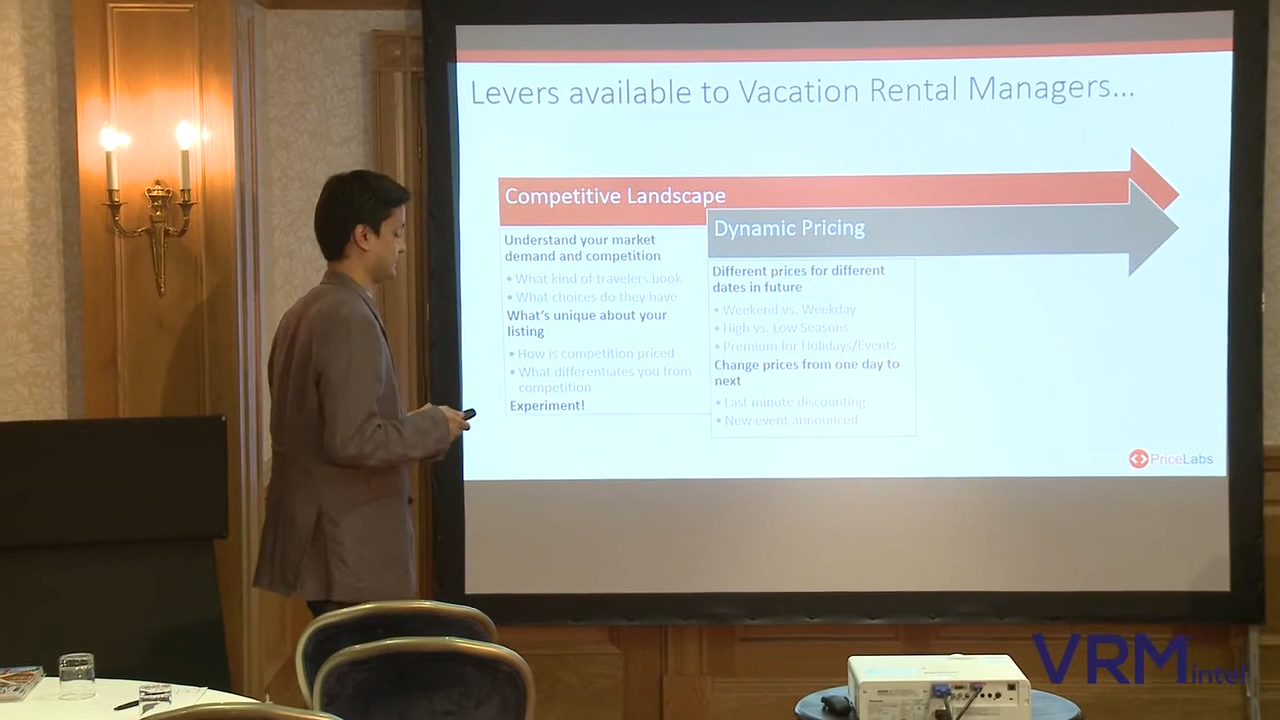 Levers available to Vacation Rental Managers...
Competitive Landscape
Understand your market
demand and competition
• What kind of travelers book
• What choices do they have
What's unique about your
listing
• How is competition priced
• What differentiates you from
competition
Experiment!
Dynamic Pricing
Different prices for different
dates in future
• Weekend vs. Weekday
• High vs. Low Seasons
• Premium for Holidays/Events
Change prices from one day to
next
• Last minute discounting
• New event announced
PriceLabs
VRM intel